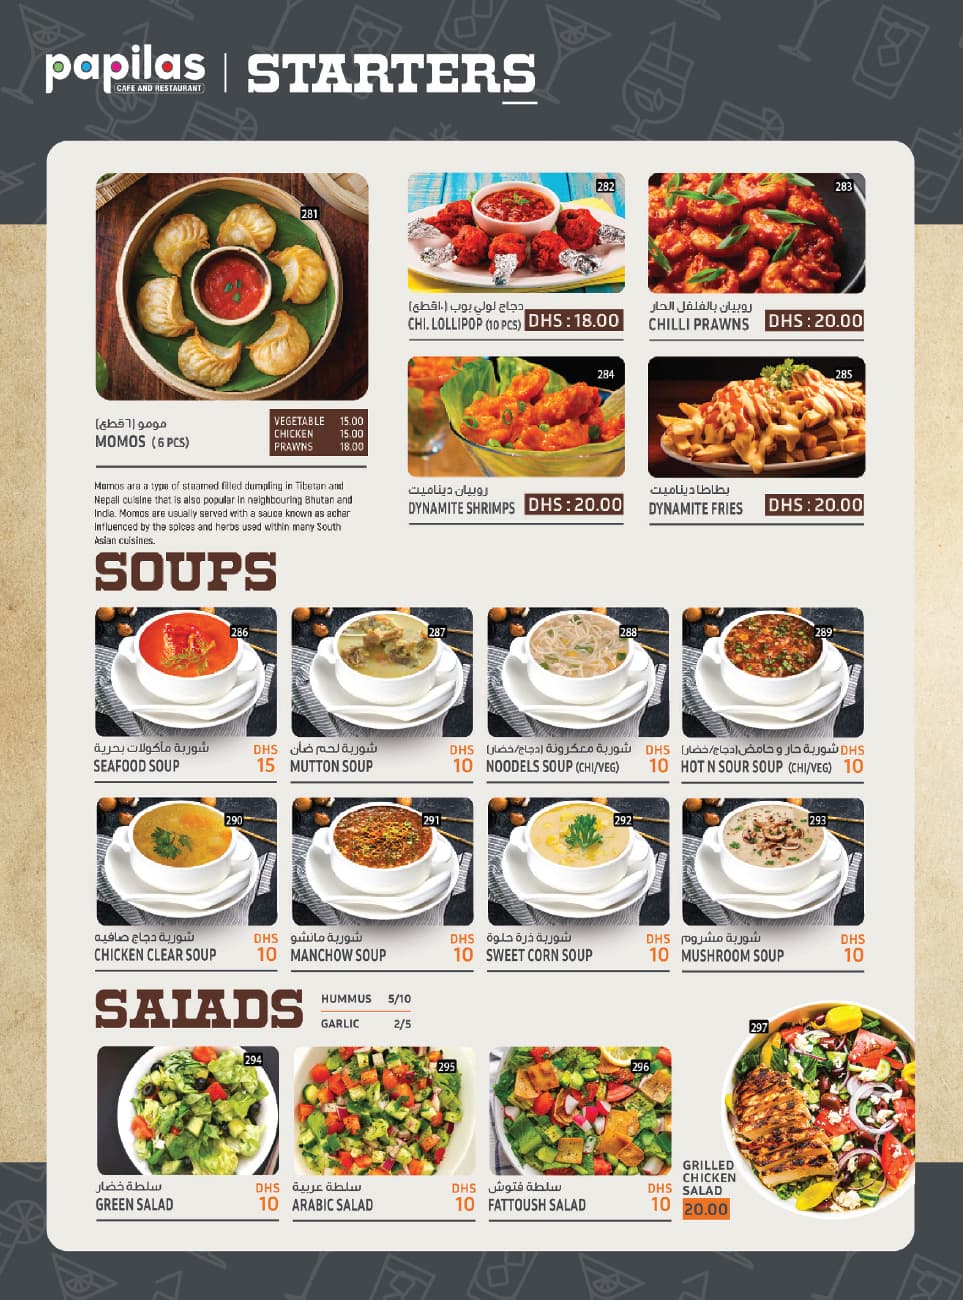 papilas
CAFE AND RESTAURANT
STARTERS
281
مومو (٦قطع)
MOMOS ( 6 PCS)
VEGETABLE 15.00
CHICKEN 15.00
PRAWNS 18.00
Momos are a type of steamed filled dumpling in Tibetan and
Nepali cuisine that is also popular in neighbouring Bhutan and
India. Momos are usually served with a sauce known as achar
influenced by the spices and herbs used within many South
Asian cuisines.
282
دجاج لولي بوب (١٠قطع)
CHI. LOLLIPOP (10 PCS) DHS : 18.00
283
روبيان بالفلفل الحار
CHILLI PRAWNS DHS : 20.00
284
روبيان ديناميت
DYNAMITE SHRIMPS DHS : 20.00
285
بطاطا ديناميت
DYNAMITE FRIES DHS : 20.00
SOUPS
286
شوربة مأكولات بحرية DHS
SEAFOOD SOUP 15
287
شوربة لحم ضأن DHS
MUTTON SOUP 10
288
شوربة معكرونة (دجاج/خضار) DHS
NOODELS SOUP (CHI/VEG) 10
289
شوربة حار و حامض(دجاج/خضار) DHS
HOT N SOUR SOUP (CHI/VEG) 10
290
شوربة دجاج صافيه DHS
CHICKEN CLEAR SOUP 10
291
شوربة مانشو DHS
MANCHOW SOUP 10
292
شوربة ذرة حلوة DHS
SWEET CORN SOUP 10
293
شوربة مشروم DHS
MUSHROOM SOUP 10
SAlADS
HUMMUS 5/10
GARLIC 2/5
294
سلطة خضار DHS
GREEN SALAD 10
295
سلطة عربية DHS
ARABIC SALAD 10
296
سلطة فتوش DHS
FATTOUSH SALAD 10
297
GRILLED
CHICKEN
SALAD
20.00